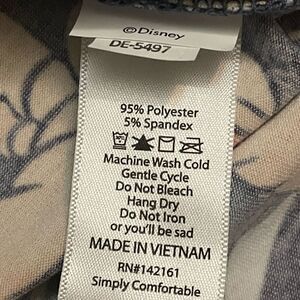 ©Disney
DE-5497
95% Polyester
5% Spandex
Machine Wash Cold
Gentle Cycle
Do Not Bleach
Hang Dry
Do Not Iron
or you'll be sad
MADE IN VIETNAM
RN#142161
Simply Comfortable